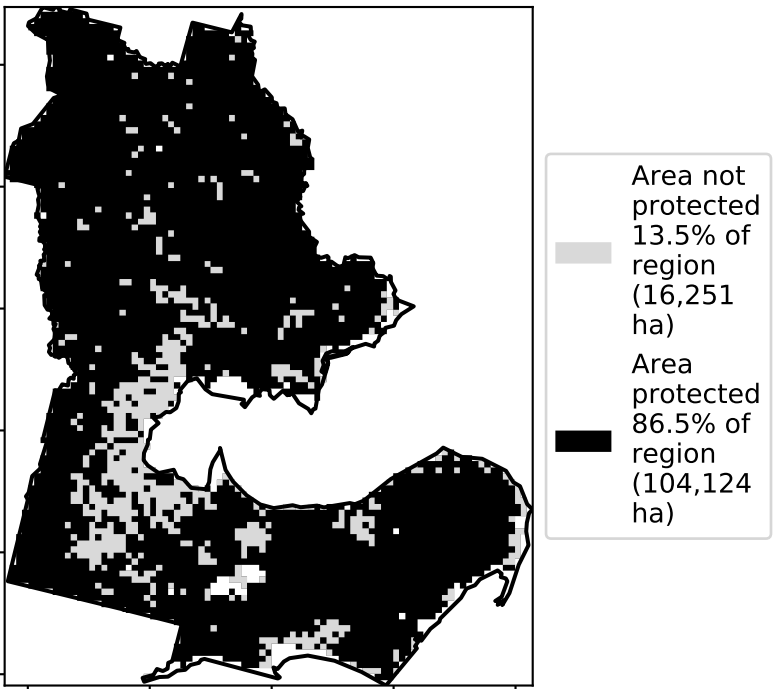 Area not
protected
13.5% of
region
(16,251
ha)
Area
protected
86.5% of
region
(104,124
ha)